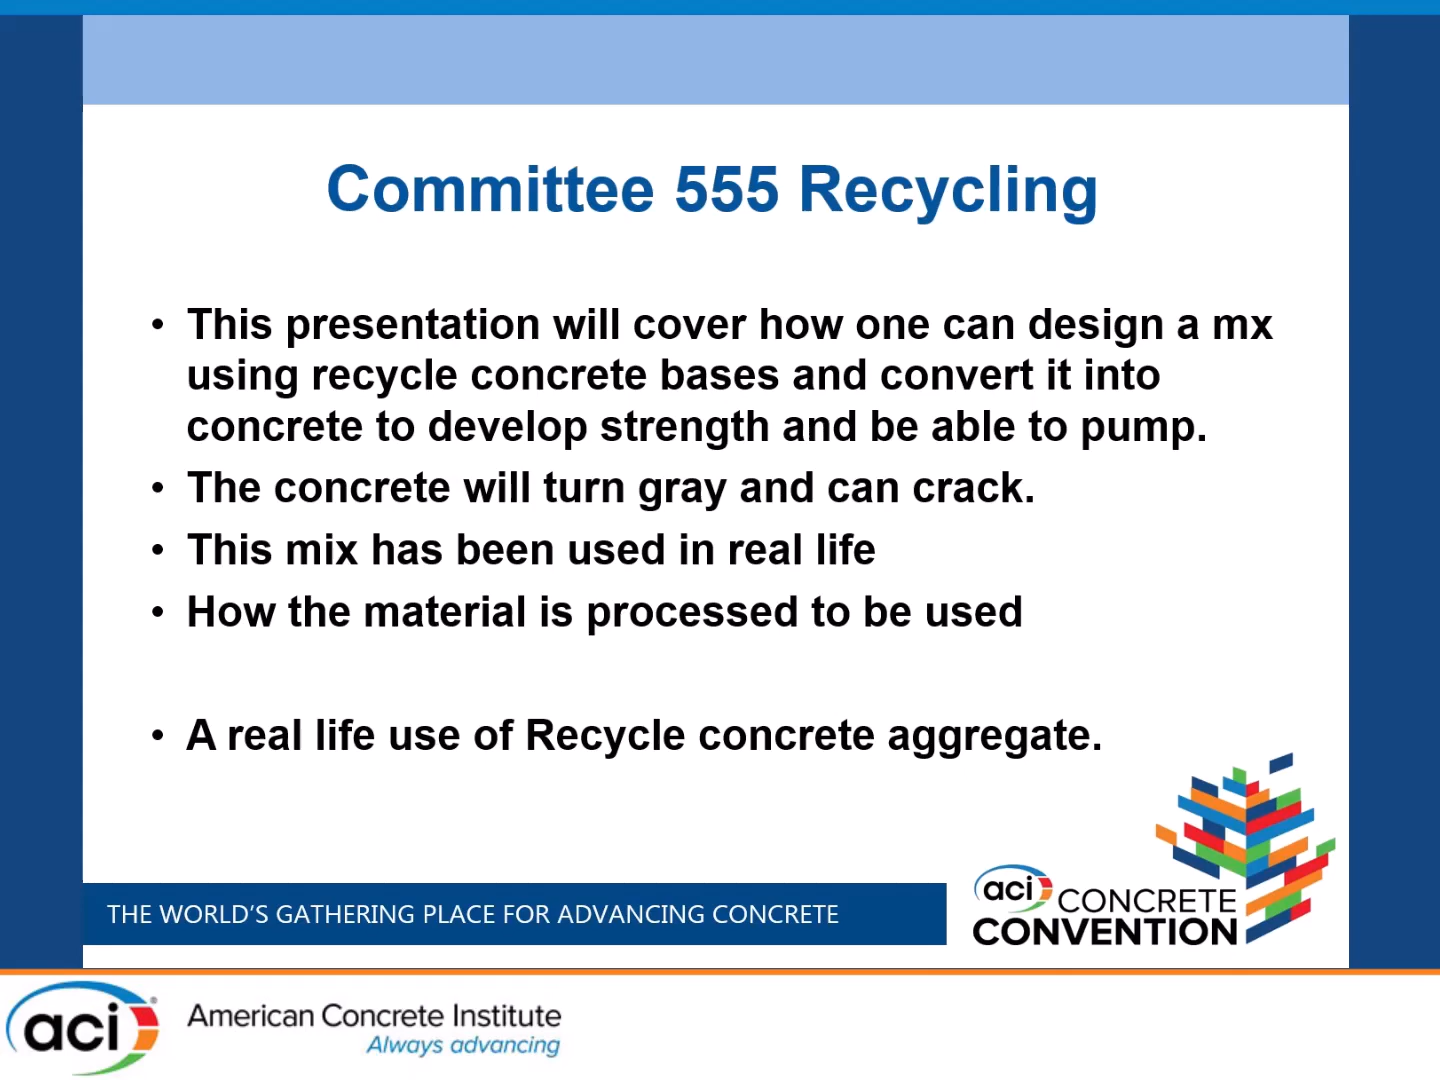 Committee 555 Recycling
• This presentation will cover how one can design a mx
using recycle concrete bases and convert it into
concrete to develop strength and be able to pump.
• The concrete will turn gray and can crack.
• This mix has been used in real life
• How the material is processed to be used
• A real life use of Recycle concrete aggregate.
THE WORLD'S GATHERING PLACE FOR ADVANCING CONCRETE
aci CONCRETE
CONVENTION
aci® American Concrete Institute
Always advancing